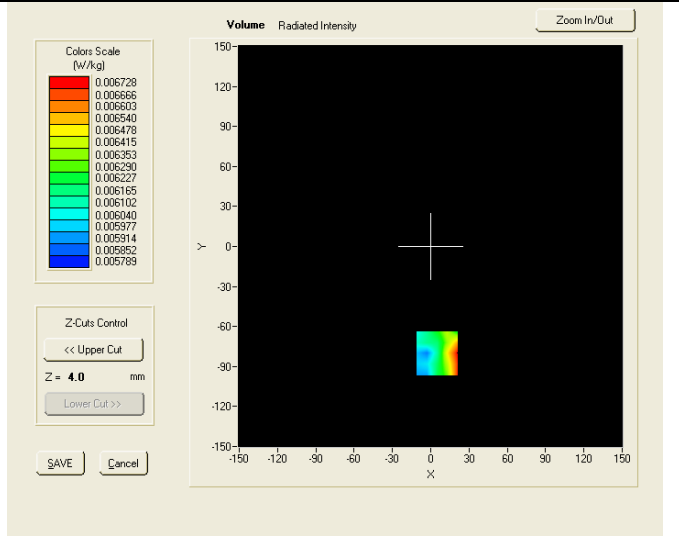 Volume Radiated Intensity
Zoom In/Out
Colors Scale
(W/kg)
0.006728
0.006666
0.006603
0.006540
0.006478
0.006415
0.006353
0.006290
0.006227
0.006165
0.006102
0.006040
0.005977
0.005914
0.005852
0.005789
Z-Cuts Control
<< Upper Cut
Z = 4.0 mm
Lower Cut >>
SAVE Cancel
150
120
90
60
30
0
-30
-60
-90
-120
-150
Y
-150 -120 -90 -60 -30 0 30 60 90 120 150
X